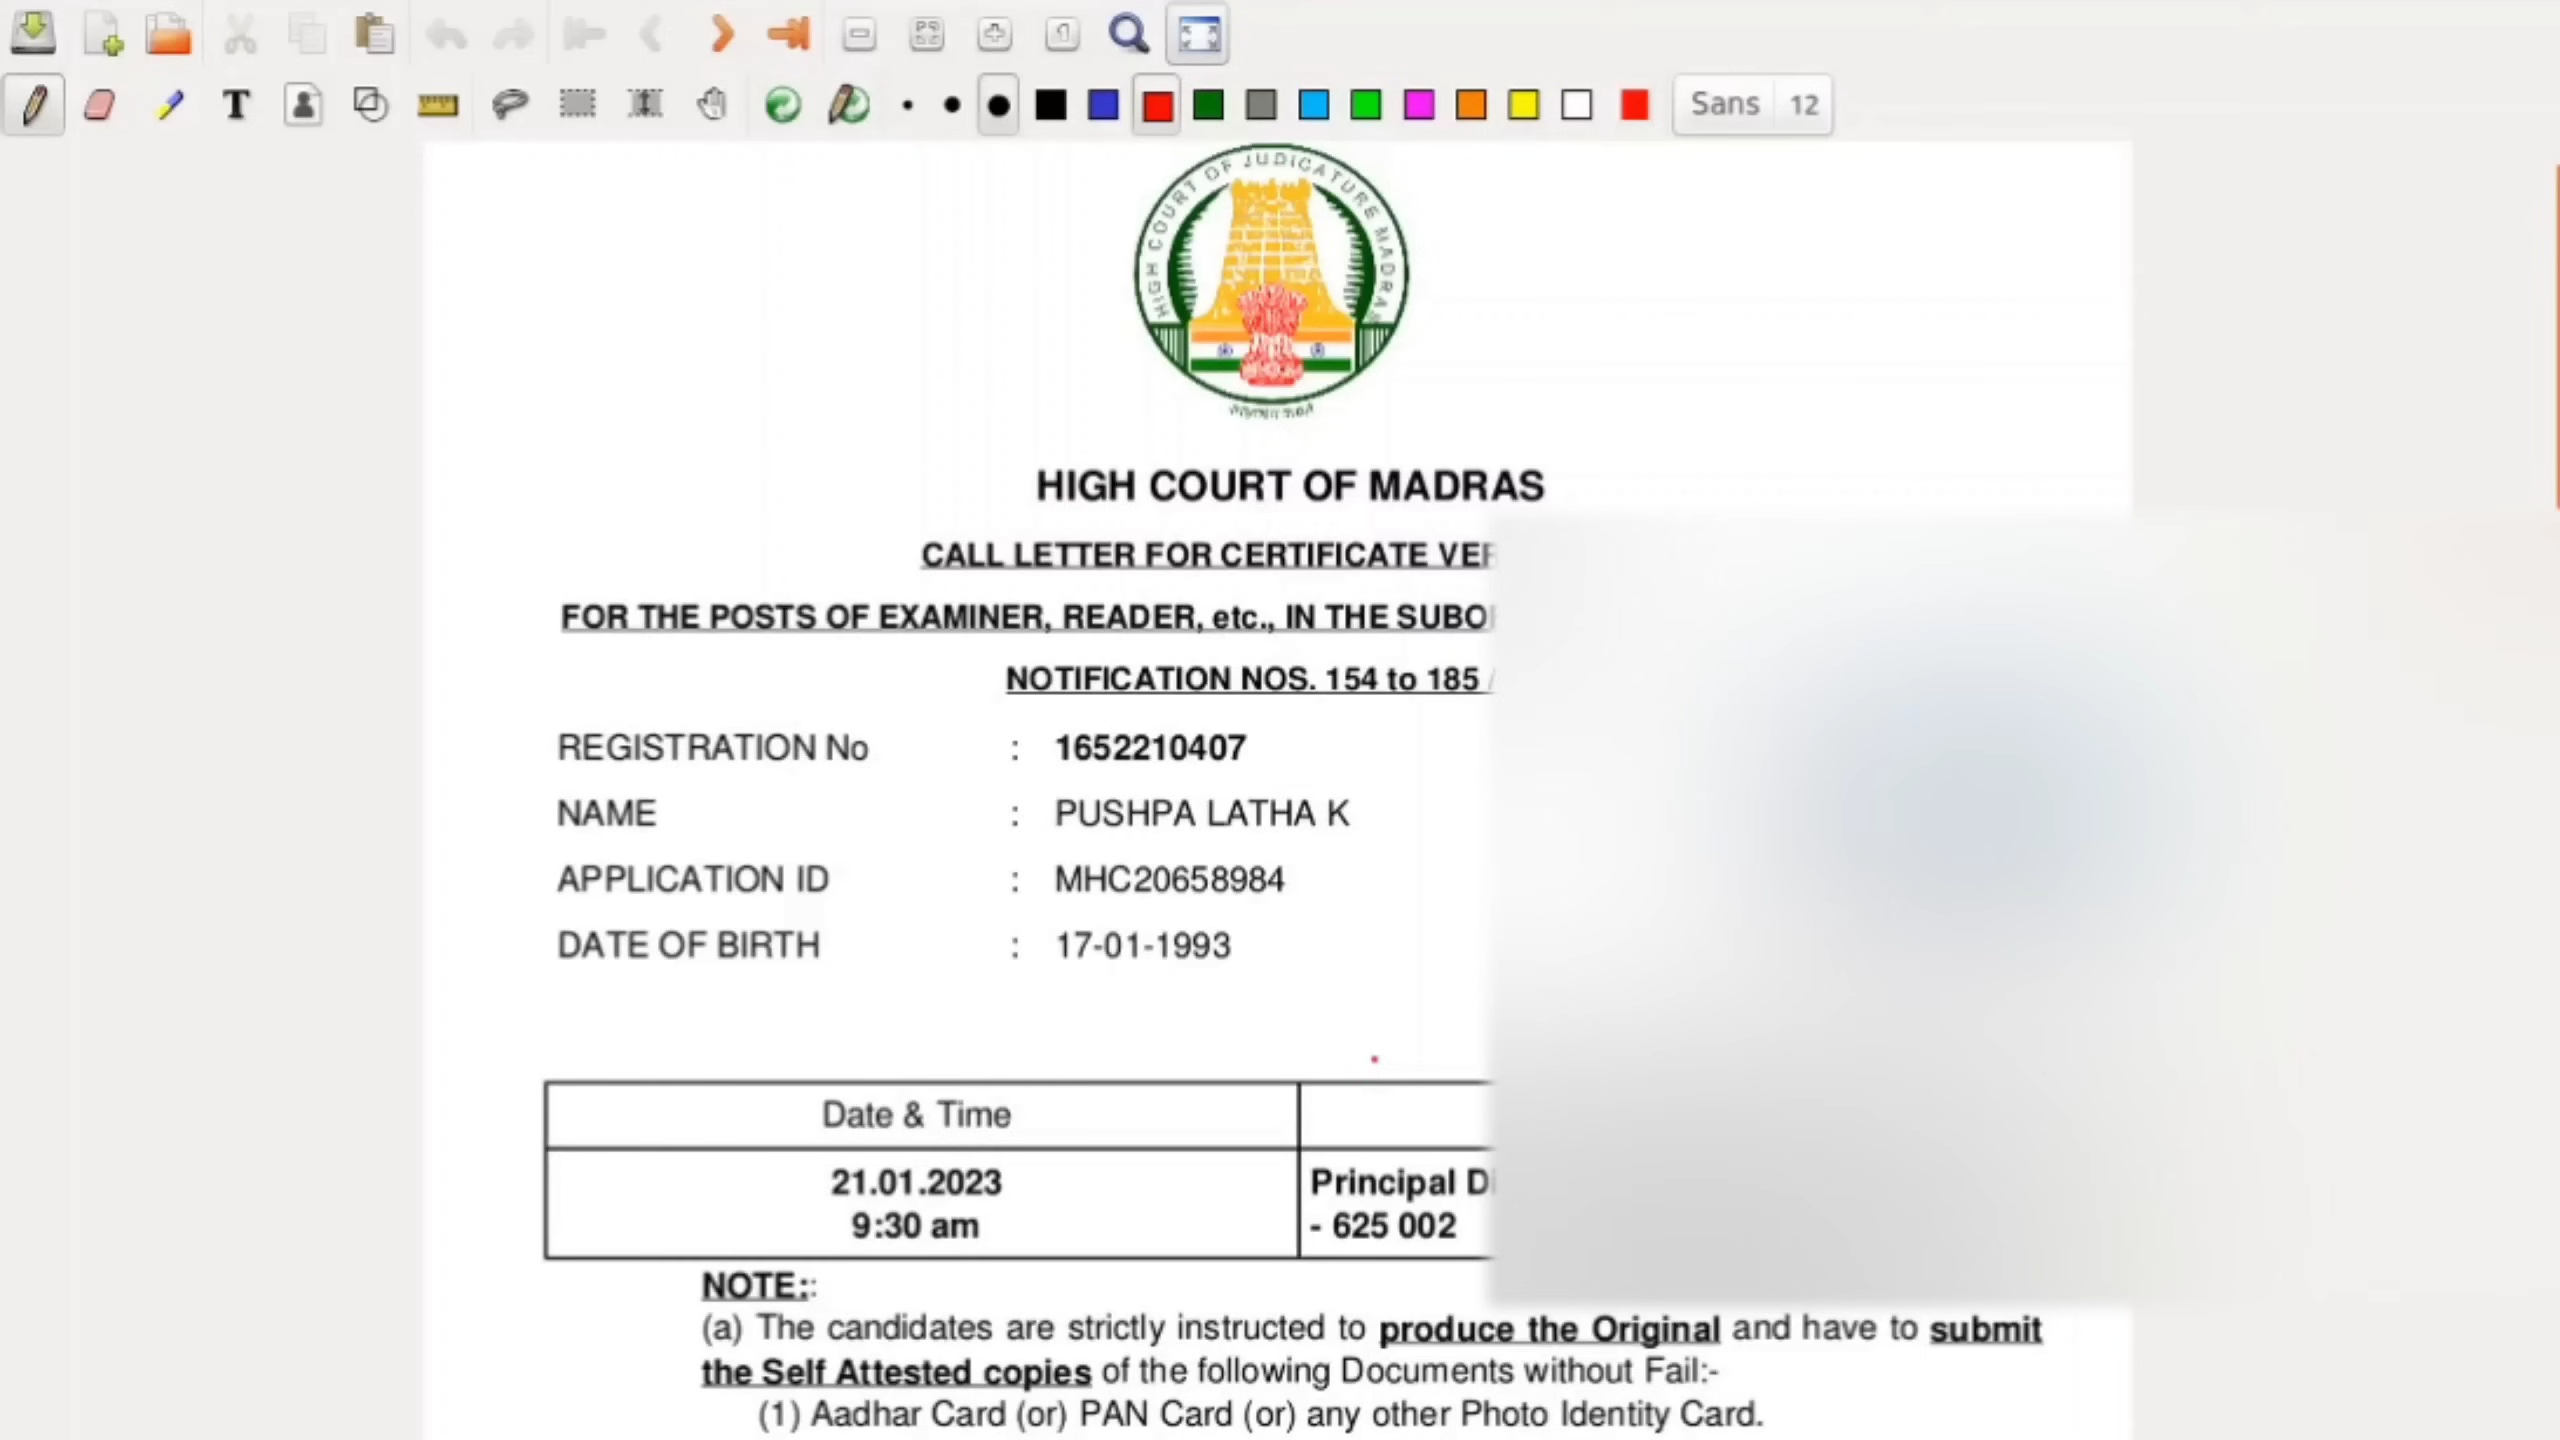 Sans 12
HIGH COURT OF JUDICATURE MADRAS
HIGH COURT OF MADRAS
CALL LETTER FOR CERTIFICATE
FOR THE POSTS OF EXAMINER, READER, etc., IN THE
NOTIFICATION NOS. 154 to 185
REGISTRATION No : 1652210407
NAME : PUSHPA LATHA K
APPLICATION ID : MHC20658984
DATE OF BIRTH : 17-01-1993
Date & Time
21.01.2023
9:30 am
Principal
- 625 002
NOTE::
(a) The candidates are strictly instructed to produce the Original and have to submit
the Self Attested copies of the following Documents without Fail:-
(1) Aadhar Card (or) PAN Card (or) any other Photo Identity Card.